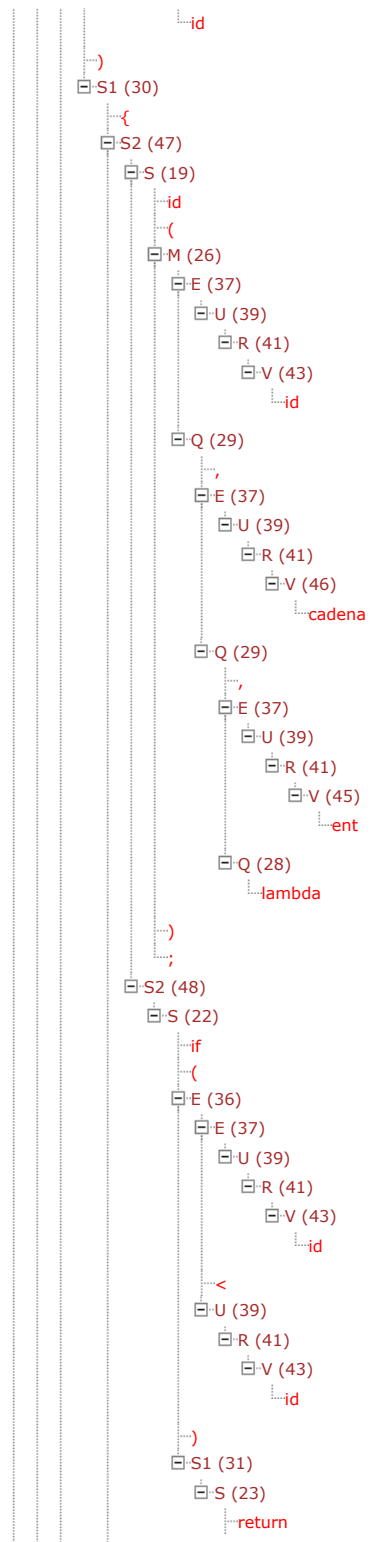 id
)
S1 (30)
{
S2 (47)
S (19)
id
(
M (26)
E (37)
U (39)
R (41)
V (43)
id
Q (29)
,
E (37)
U (39)
R (41)
V (46)
cadena
Q (29)
,
E (37)
U (39)
R (41)
V (45)
ent
Q (28)
lambda
)
;
S2 (48)
S (22)
if
(
E (36)
E (37)
U (39)
R (41)
V (43)
id
<
U (39)
R (41)
V (43)
id
)
S1 (31)
S (23)
return